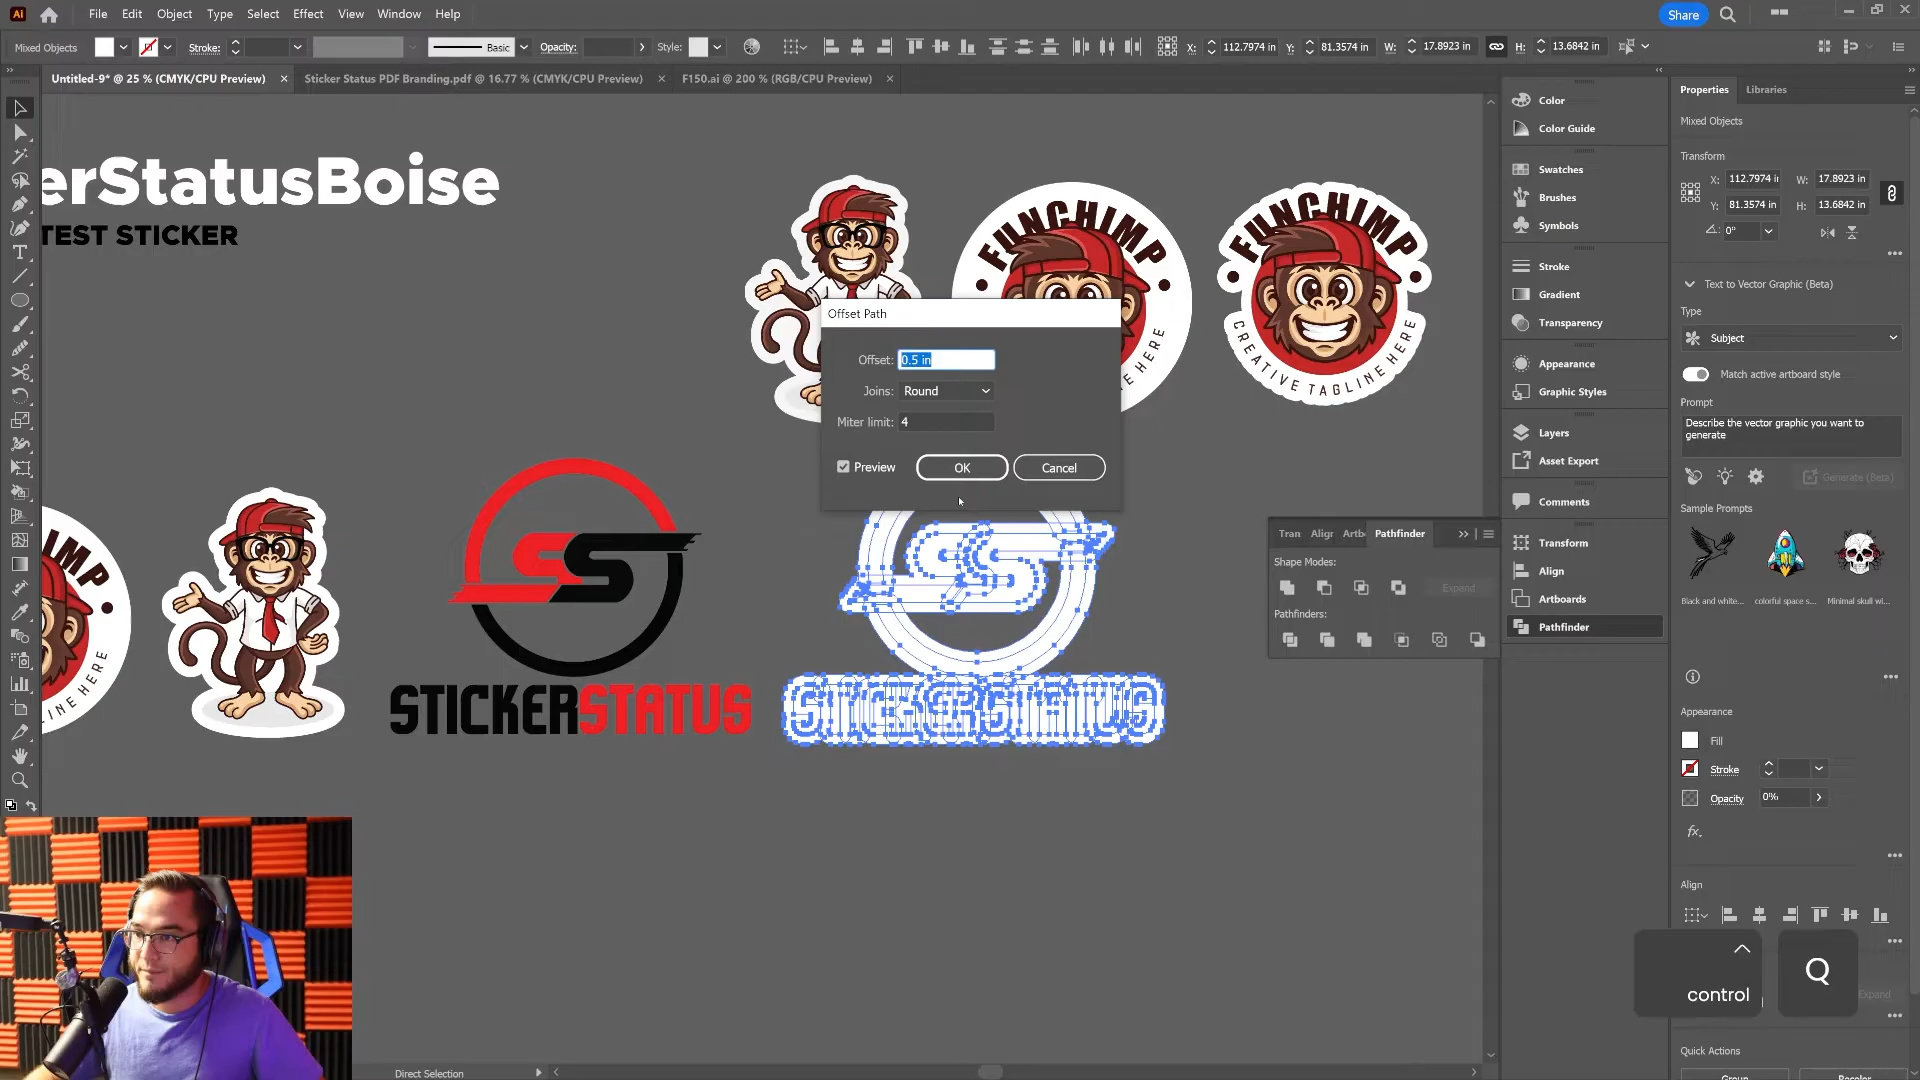 Ai File Edit Object Type Select Effect View Window Help Share
Mixed Objects Stroke: Basic Opacity: Style: X: 112.7974 in Y: 81.3574 in W: 17.8923 in H: 13.6842 in
Untitled-9* @ 25 % (CMYK/CPU Preview) Sticker Status PDF Branding.pdf @ 16.77 % (CMYK/CPU Preview) F150.ai @ 200 % (RGB/CPU Preview)
erStatusBoise
TEST STICKER
FUNCHIMP
FUNCHIMP
CREATIVE TAGLINE HERE
Offset Path
Offset: 0.5 in
Joins: Round
Miter limit: 4
Preview OK Cancel
STICKERSTATUS
STICKERSTATUS
Tran Aligr Artb Pathfinder
Shape Modes:
Expand
Pathfinders:
Color
Color Guide
Swatches
Brushes
Symbols
Stroke
Gradient
Transparency
Appearance
Graphic Styles
Layers
Asset Export
Comments
Transform
Align
Artboards
Pathfinder
Properties Libraries
Mixed Objects
Transform
X: 112.7974 in W: 17.8923 in
Y: 81.3574 in H: 13.6842 in
0°
Text to Vector Graphic (Beta)
Type
Subject
Match active artboard style
Prompt
Describe the vector graphic you want to
generate
Generate (Beta)
Sample Prompts
Black and white... colorful space s... Minimal skull wi...
Appearance
Fill
Stroke
Opacity 0%
fx.
Align
control Q
Expand
Quick Actions
Group Recolor
Direct Selection